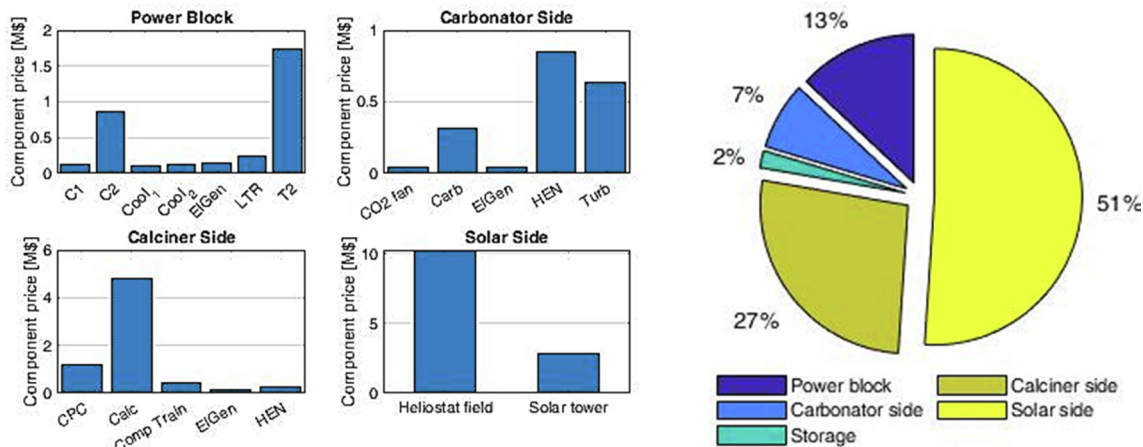 Power Block
Component price [M$]
2
1.5
1
0.5
0
C1
C2
Cool1
Cool2
ElGen
LTR
T2
Carbonator Side
Component price [M$]
1
0.5
0
CO2 fan
Carb
ElGen
HEN
Turb
Calciner Side
Component price [M$]
6
4
2
0
CPC
Calc
Comp Train
ElGen
HEN
Solar Side
Component price [M$]
10
5
0
Heliostat field
Solar tower
13%
7%
2%
27%
51%
Power block
Carbonator side
Storage
Calciner side
Solar side